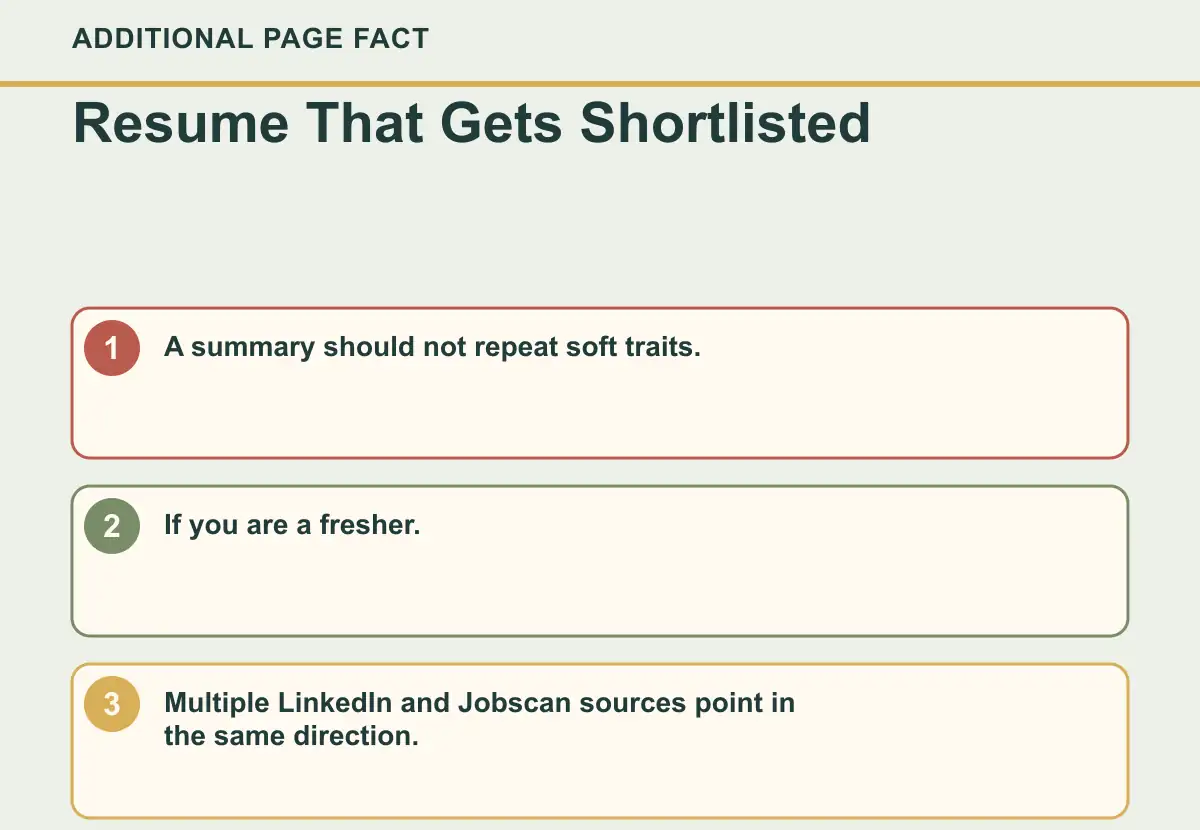 ADDITIONAL PAGE FACT
Resume That Gets Shortlisted
1
A summary should not repeat soft traits.
2
If you are a fresher.
3
Multiple LinkedIn and Jobscan sources point in
the same direction.